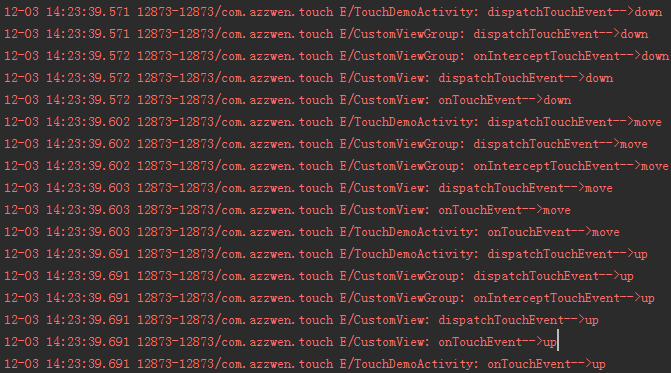 12-03 14:23:39.571 12873-12873/com.azzwen.touch E/TouchDemoActivity: dispatchTouchEvent-->down
12-03 14:23:39.571 12873-12873/com.azzwen.touch E/CustomViewGroup: dispatchTouchEvent-->down
12-03 14:23:39.572 12873-12873/com.azzwen.touch E/CustomViewGroup: onInterceptTouchEvent-->down
12-03 14:23:39.572 12873-12873/com.azzwen.touch E/CustomView: dispatchTouchEvent-->down
12-03 14:23:39.572 12873-12873/com.azzwen.touch E/CustomView: onTouchEvent-->down
12-03 14:23:39.602 12873-12873/com.azzwen.touch E/TouchDemoActivity: dispatchTouchEvent-->move
12-03 14:23:39.602 12873-12873/com.azzwen.touch E/CustomViewGroup: dispatchTouchEvent-->move
12-03 14:23:39.602 12873-12873/com.azzwen.touch E/CustomViewGroup: onInterceptTouchEvent-->move
12-03 14:23:39.603 12873-12873/com.azzwen.touch E/CustomView: dispatchTouchEvent-->move
12-03 14:23:39.603 12873-12873/com.azzwen.touch E/CustomView: onTouchEvent-->move
12-03 14:23:39.603 12873-12873/com.azzwen.touch E/TouchDemoActivity: onTouchEvent-->move
12-03 14:23:39.691 12873-12873/com.azzwen.touch E/TouchDemoActivity: dispatchTouchEvent-->up
12-03 14:23:39.691 12873-12873/com.azzwen.touch E/CustomViewGroup: dispatchTouchEvent-->up
12-03 14:23:39.691 12873-12873/com.azzwen.touch E/CustomViewGroup: onInterceptTouchEvent-->up
12-03 14:23:39.691 12873-12873/com.azzwen.touch E/CustomView: dispatchTouchEvent-->up
12-03 14:23:39.691 12873-12873/com.azzwen.touch E/CustomView: onTouchEvent-->up
12-03 14:23:39.691 12873-12873/com.azzwen.touch E/TouchDemoActivity: onTouchEvent-->up